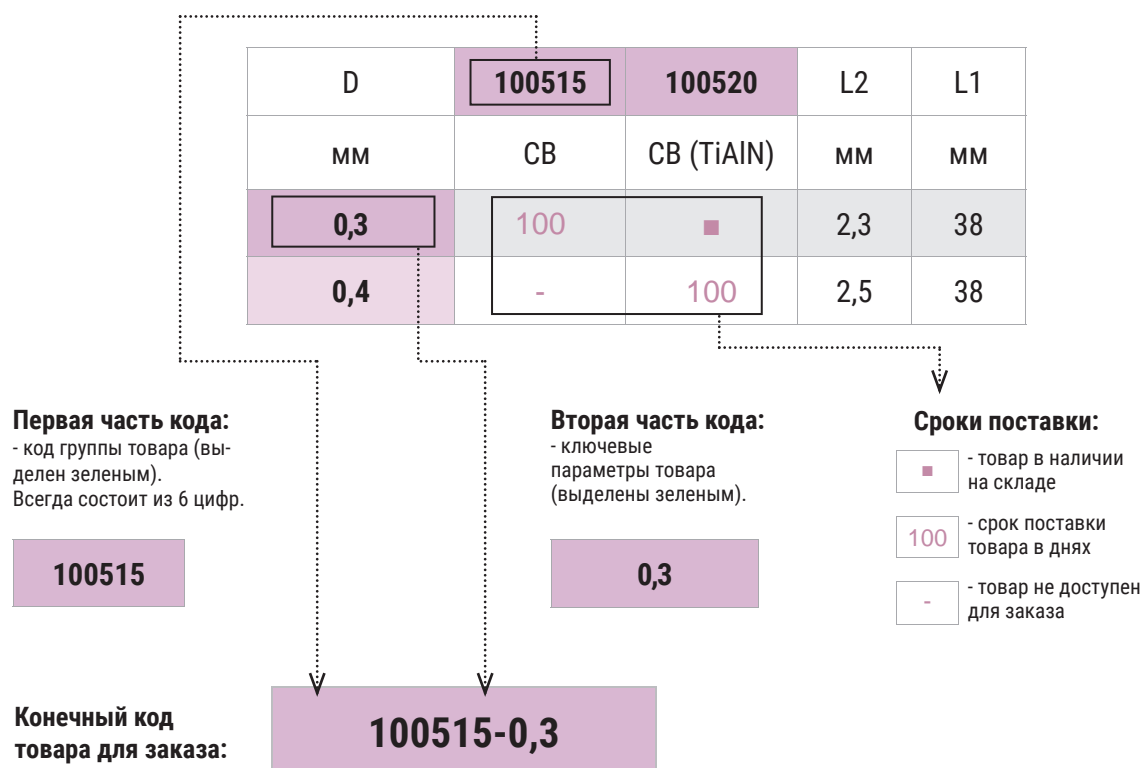 D 100515 100520 L2 L1
мм СВ СВ (TiAlN) мм мм
0,3 100 ■ 2,3 38
0,4 - 100 2,5 38
Первая часть кода:
- код группы товара (вы-
делен зеленым).
Всегда состоит из 6 цифр.
100515
Вторая часть кода:
- ключевые
параметры товара
(выделены зеленым).
0,3
Сроки поставки:
■ - товар в наличии
на складе
100 - срок поставки
товара в днях
- - товар не доступен
для заказа
Конечный код
товара для заказа:
100515-0,3